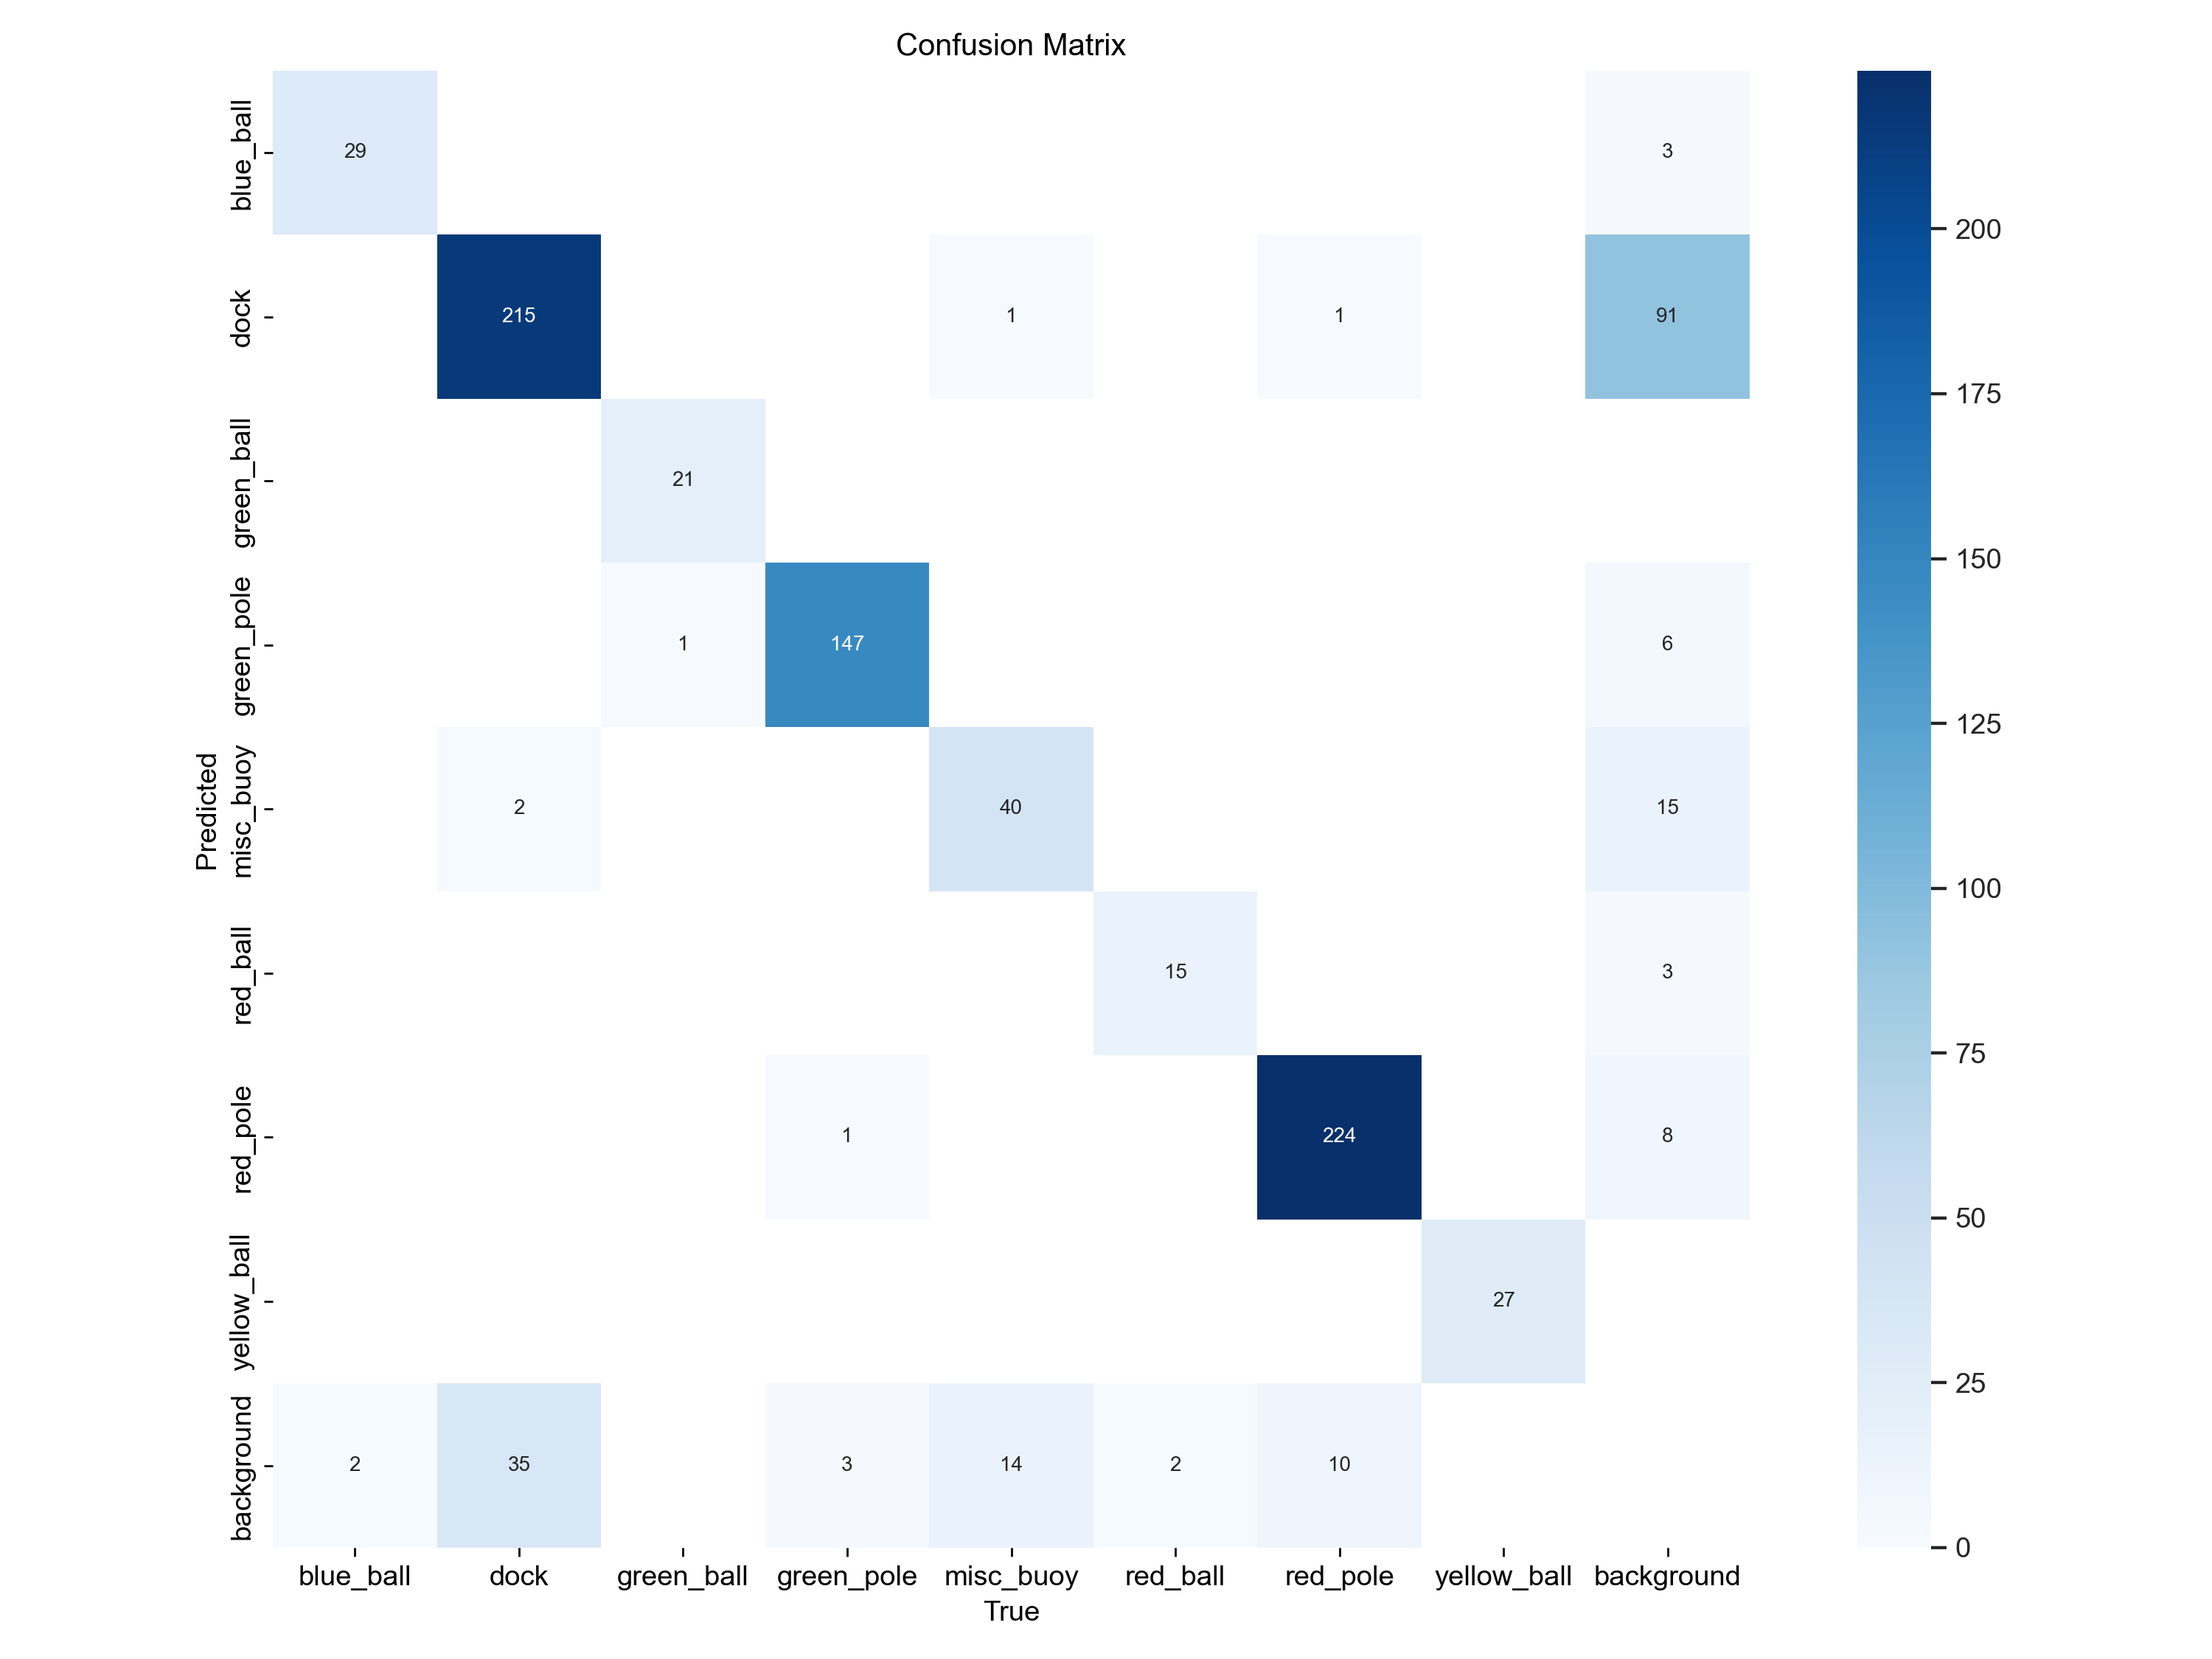 Confusion Matrix
blue_ball
29
3
dock
215
1
1
91
green_ball
21
green_pole
1
147
6
Predicted
misc_buoy
2
40
15
red_ball
15
3
red_pole
1
224
8
yellow_ball
27
background
2
35
3
14
2
10
blue_ball dock green_ball green_pole misc_buoy red_ball red_pole yellow_ball background
True
200
175
150
125
100
75
50
25
0